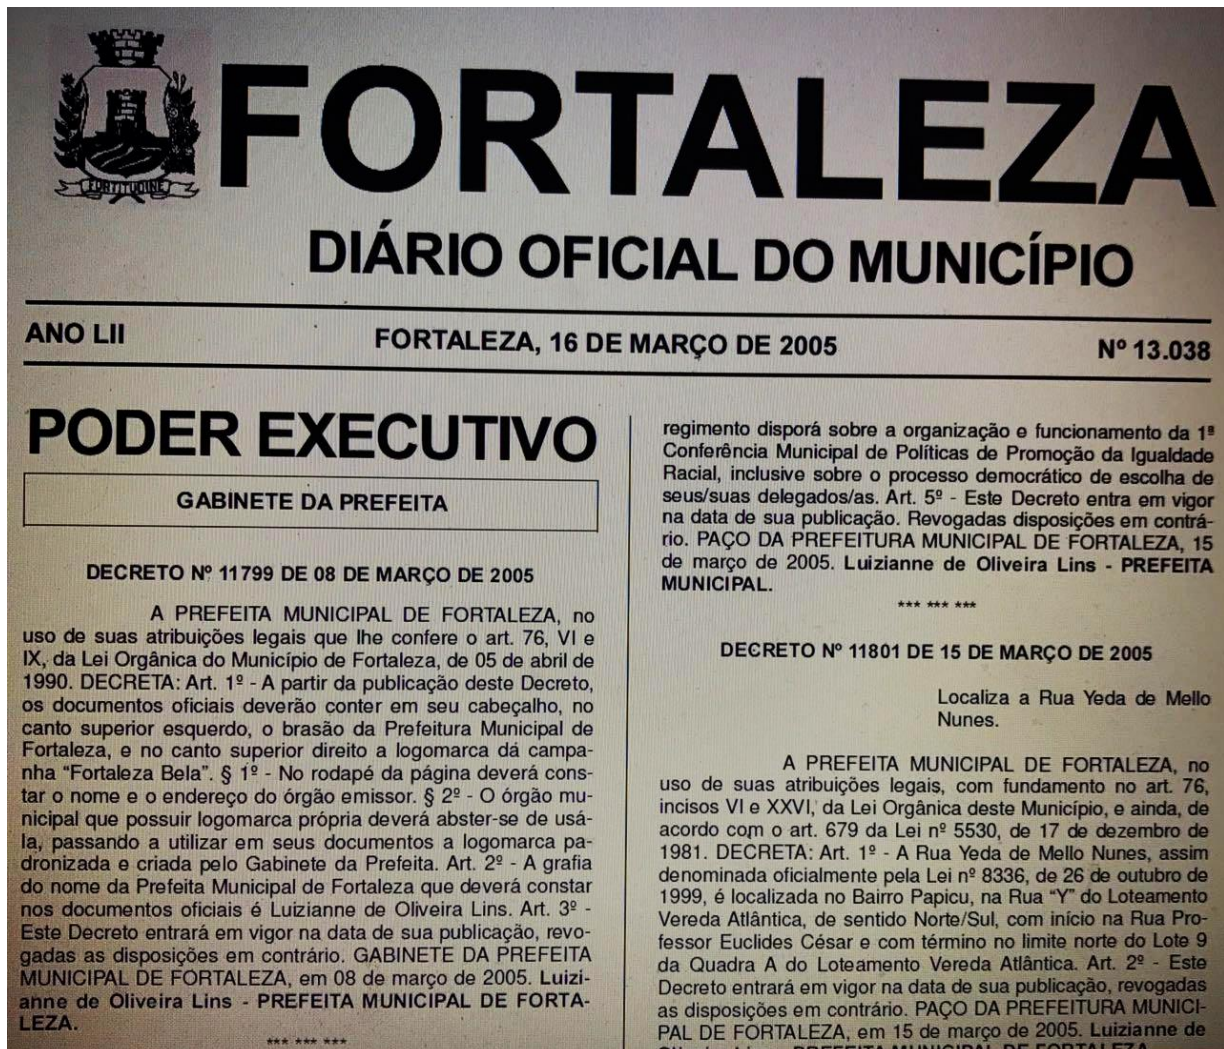 FORTITUDINE
FORTALEZA
DIÁRIO OFICIAL DO MUNICÍPIO
ANO LII
FORTALEZA, 16 DE MARÇO DE 2005
Nº 13.038
PODER EXECUTIVO
GABINETE DA PREFEITA
DECRETO Nº 11799 DE 08 DE MARÇO DE 2005
A PREFEITA MUNICIPAL DE FORTALEZA, no
uso de suas atribuições legais que lhe confere o art. 76, VI e
IX, da Lei Orgânica do Município de Fortaleza, de 05 de abril de
1990. DECRETA: Art. 1º - A partir da publicação deste Decreto,
os documentos oficiais deverão conter em seu cabeçalho, no
canto superior esquerdo, o brasão da Prefeitura Municipal de
Fortaleza, e no canto superior direito a logomarca da campa-
nha “Fortaleza Bela”. § 1º - No rodapé da página deverá cons-
tar o nome e o endereço do órgão emissor. § 2º - O órgão mu-
nicipal que possuir logomarca própria deverá abster-se de usá-
la, passando a utilizar em seus documentos a logomarca pa-
dronizada e criada pelo Gabinete da Prefeita. Art. 2º - A grafia
do nome da Prefeita Municipal de Fortaleza que deverá constar
nos documentos oficiais é Luizianne de Oliveira Lins. Art. 3º -
Este Decreto entrará em vigor na data de sua publicação, revo-
gadas as disposições em contrário. GABINETE DA PREFEITA
MUNICIPAL DE FORTALEZA, em 08 de março de 2005. Luizi-
anne de Oliveira Lins - PREFEITA MUNICIPAL DE FORTA-
LEZA.
*** *** ***
regimento disporá sobre a organização e funcionamento da 1ª
Conferência Municipal de Políticas de Promoção da Igualdade
Racial, inclusive sobre o processo democrático de escolha de
seus/suas delegados/as. Art. 5º - Este Decreto entra em vigor
na data de sua publicação. Revogadas disposições em contrá-
rio. PAÇO DA PREFEITURA MUNICIPAL DE FORTALEZA, 15
de março de 2005. Luizianne de Oliveira Lins - PREFEITA
MUNICIPAL.
*** *** ***
DECRETO Nº 11801 DE 15 DE MARÇO DE 2005
Localiza a Rua Yeda de Mello
Nunes.
A PREFEITA MUNICIPAL DE FORTALEZA, no
uso de suas atribuições legais, com fundamento no art. 76,
incisos VI e XXVI, da Lei Orgânica deste Município, e ainda, de
acordo com o art. 679 da Lei nº 5530, de 17 de dezembro de
1981. DECRETA: Art. 1º - A Rua Yeda de Mello Nunes, assim
denominada oficialmente pela Lei nº 8336, de 26 de outubro de
1999, é localizada no Bairro Papicu, na Rua “Y” do Loteamento
Vereda Atlântica, de sentido Norte/Sul, com início na Rua Pro-
fessor Euclides César e com término no limite norte do Lote 9
da Quadra A do Loteamento Vereda Atlântica. Art. 2º - Este
Decreto entrará em vigor na data de sua publicação, revogadas
as disposições em contrário. PAÇO DA PREFEITURA MUNICI-
PAL DE FORTALEZA, em 15 de março de 2005. Luizianne de